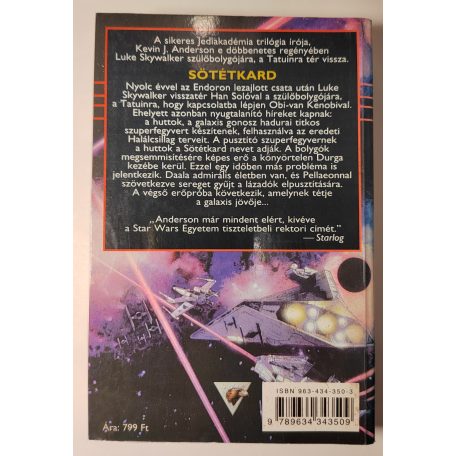 A sikeres Jediakadémia trilógia írója,
Kevin J. Anderson e döbbenetes regényében
Luke Skywalker szülőbolygójára, a Tatuinra tér vissza.
SÖTÉTKARD
Nyolc évvel az Endoron lezajlott csata után Luke
Skywalker visszatér Han Solóval a szülőbolygójára,
a Tatuinra, hogy kapcsolatba lépjen Obi-van Kenobival.
Ehelyett azonban nyugtalanító híreket kapnak:
a huttok, a galaxis gonosz hadurai titkos
szuperfegyvert készítenek, felhasználva az eredeti
Halálcsillag terveit. A pusztító szuperfegyvernek
a huttok a Sötétkard nevet adják. A bolygók
megsemmisítésére képes erő a könyörtelen Durga
kezébe kerül. Ezzel egy időben más probléma is
jelentkezik. Daala admirális életben van, és Pellaeonnal
szövetkezve sereget gyűjt a lázadók elpusztítására.
A végső erőpróba következik, amelynek tétje
a galaxis jövője...
„Anderson már mindent elért, kivéve
a Star Wars Egyetem tiszteletbeli rektori címét.”
— Starlog
ISBN 963-434-350-3
9 789634 343509
Ára: 799 Ft